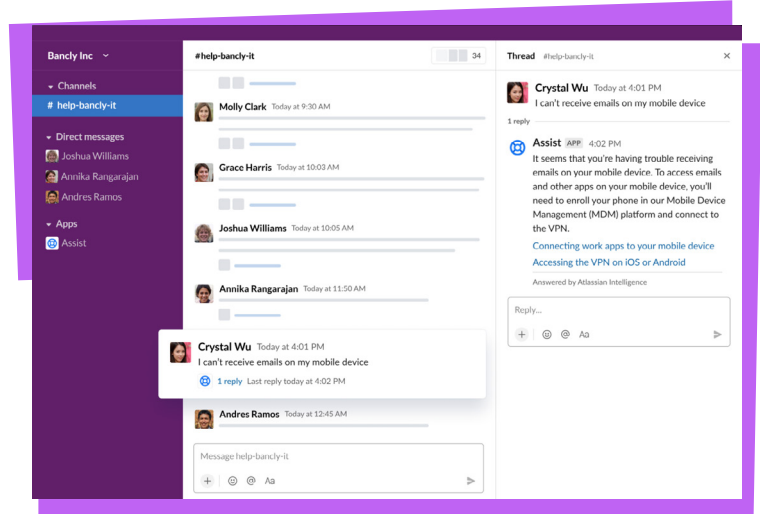 Bancly Inc
Channels
# help-bancly-it
Direct messages
Joshua Williams
Annika Rangarajan
Andres Ramos
Apps
Assist
#help-bancly-it
34
Molly Clark Today at 9:30 AM
Grace Harris Today at 10:03 AM
Joshua Williams Today at 10:05 AM
Annika Rangarajan Today at 11:50 AM
Crystal Wu Today at 4:01 PM
I can't receive emails on my mobile device
1 reply Last reply today at 4:02 PM
Andres Ramos Today at 12:45 AM
Message help-bancly-it
+ @ Aa
Thread #help-bancly-it
Crystal Wu Today at 4:01 PM
I can't receive emails on my mobile device
1 reply
Assist APP 4:02 PM
It seems that you're having trouble receiving
emails on your mobile device. To access emails
and other apps on your mobile device, you'll
need to enroll your phone in our Mobile Device
Management (MDM) platform and connect to
the VPN.
Connecting work apps to your mobile device
Accessing the VPN on iOS or Android
Answered by Atlassian Intelligence
Reply...
+ @ Aa